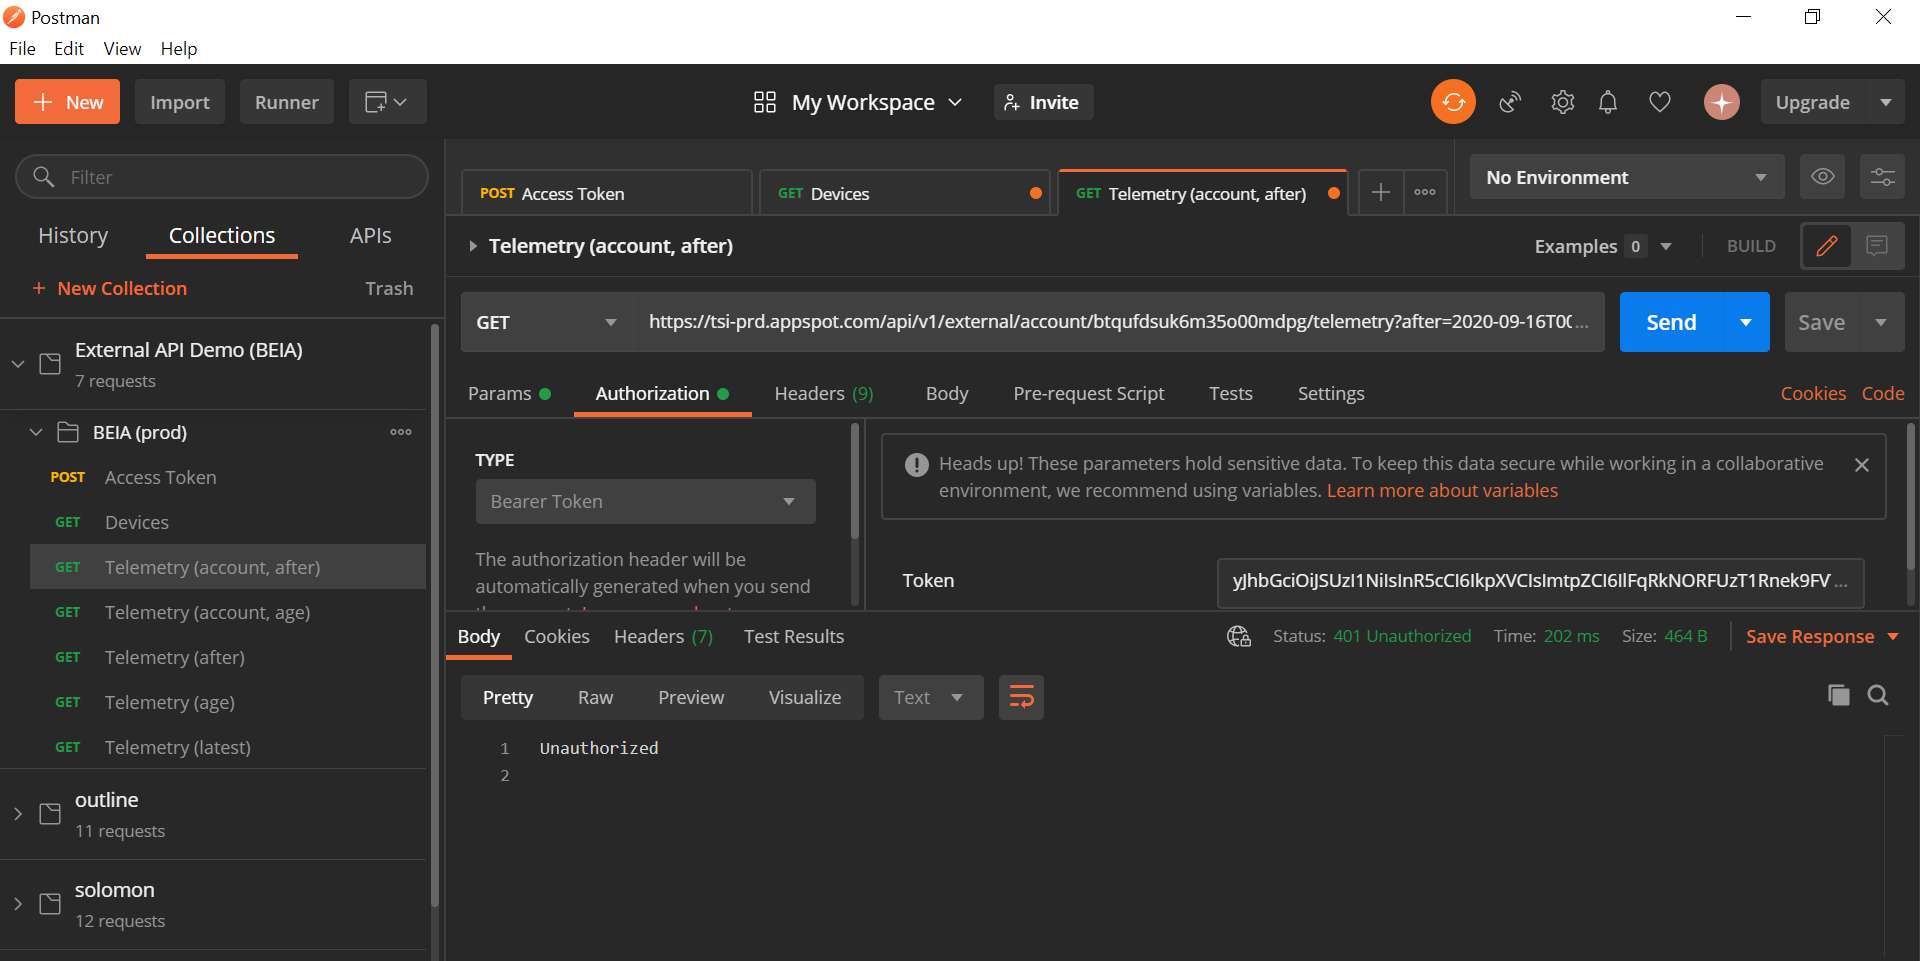 Postman
File Edit View Help
New Import Runner My Workspace Invite Upgrade
Filter
History Collections APIs
New Collection Trash
External API Demo (BEIA)
7 requests
BEIA (prod)
POST Access Token
GET Devices
GET Telemetry (account, after)
GET Telemetry (account, age)
GET Telemetry (after)
GET Telemetry (age)
GET Telemetry (latest)
outline
11 requests
solomon
12 requests
POST Access Token GET Devices GET Telemetry (account, after) No Environment
Telemetry (account, after) Examples 0 BUILD
GET https://tsi-prd.appspot.com/api/v1/external/account/btqufdsuk6m35o00mdpg/telemetry?after=2020-09-16T0(... Send Save
Params Authorization Headers (9) Body Pre-request Script Tests Settings Cookies Code
TYPE
Bearer Token
The authorization header will be
automatically generated when you send
Heads up! These parameters hold sensitive data. To keep this data secure while working in a collaborative
environment, we recommend using variables. Learn more about variables
Token
Body Cookies Headers (7) Test Results Status: 401 Unauthorized Time: 202 ms Size: 464 B Save Response
Pretty Raw Preview Visualize Text
1 Unauthorized
2